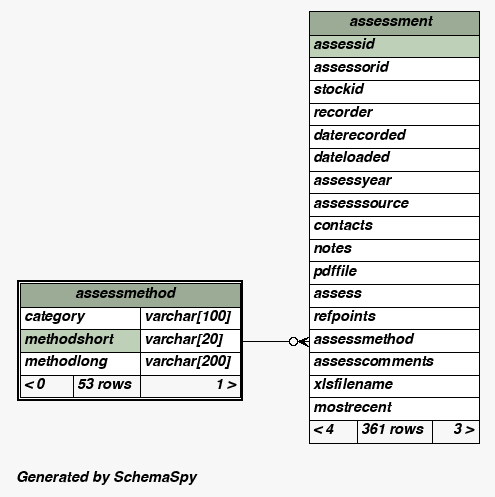 assessment
assessid
assessorid
stockid
recorder
daterecorded
dateloaded
assessyear
assesssource
contacts
notes
pdffile
assess
refpoints
assessmethod
assesscomments
xlsfilename
mostrecent
< 4 361 rows 3 >
assessmethod
category varchar[100]
methodshort varchar[20]
methodlong varchar[200]
< 0 53 rows 1 >
Generated by SchemaSpy